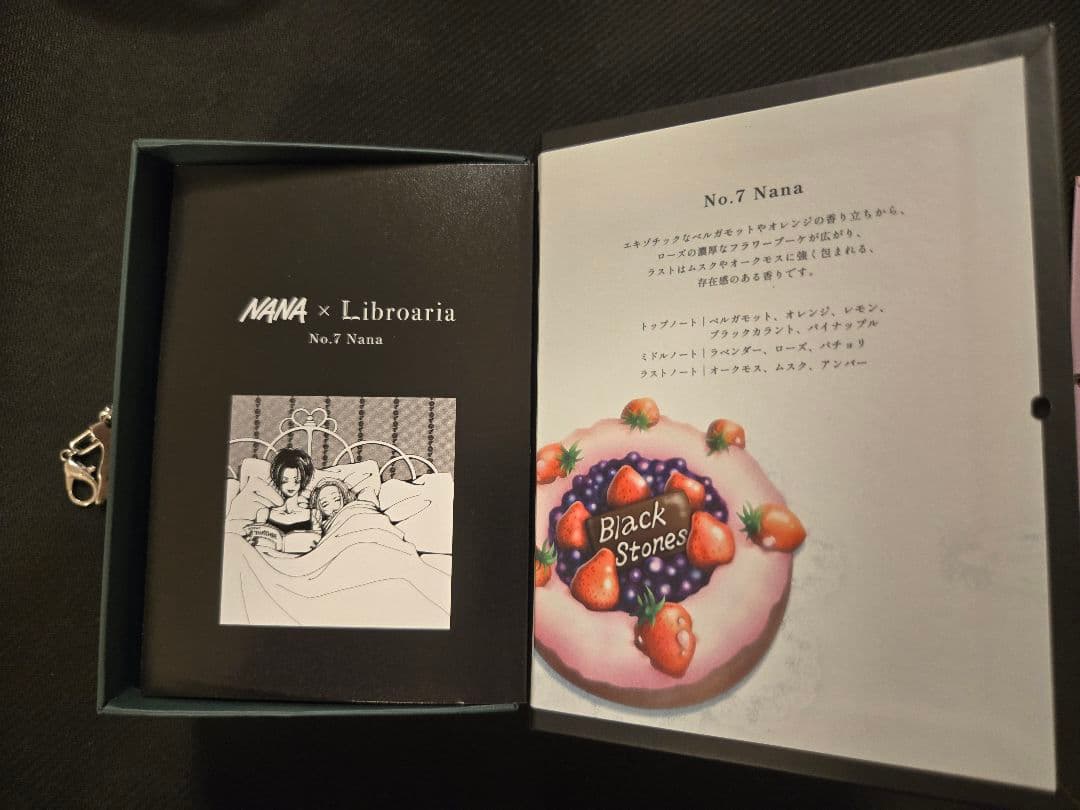 NANA × Libroaria
No.7 Nana
No.7 Nana
エキゾチックなベルガモットやオレンジの香り立ちから、
ローズの濃厚なフラワーブーケが広がり、
ラストはムスクやオークモスに強く包まれる、
存在感のある香りです。
トップノート｜ベルガモット、オレンジ、レモン、
ブラックカラント、パイナップル
ミドルノート｜ラベンダー、ローズ、パチョリ
ラストノート｜オークモス、ムスク、アンバー
Black
Stones